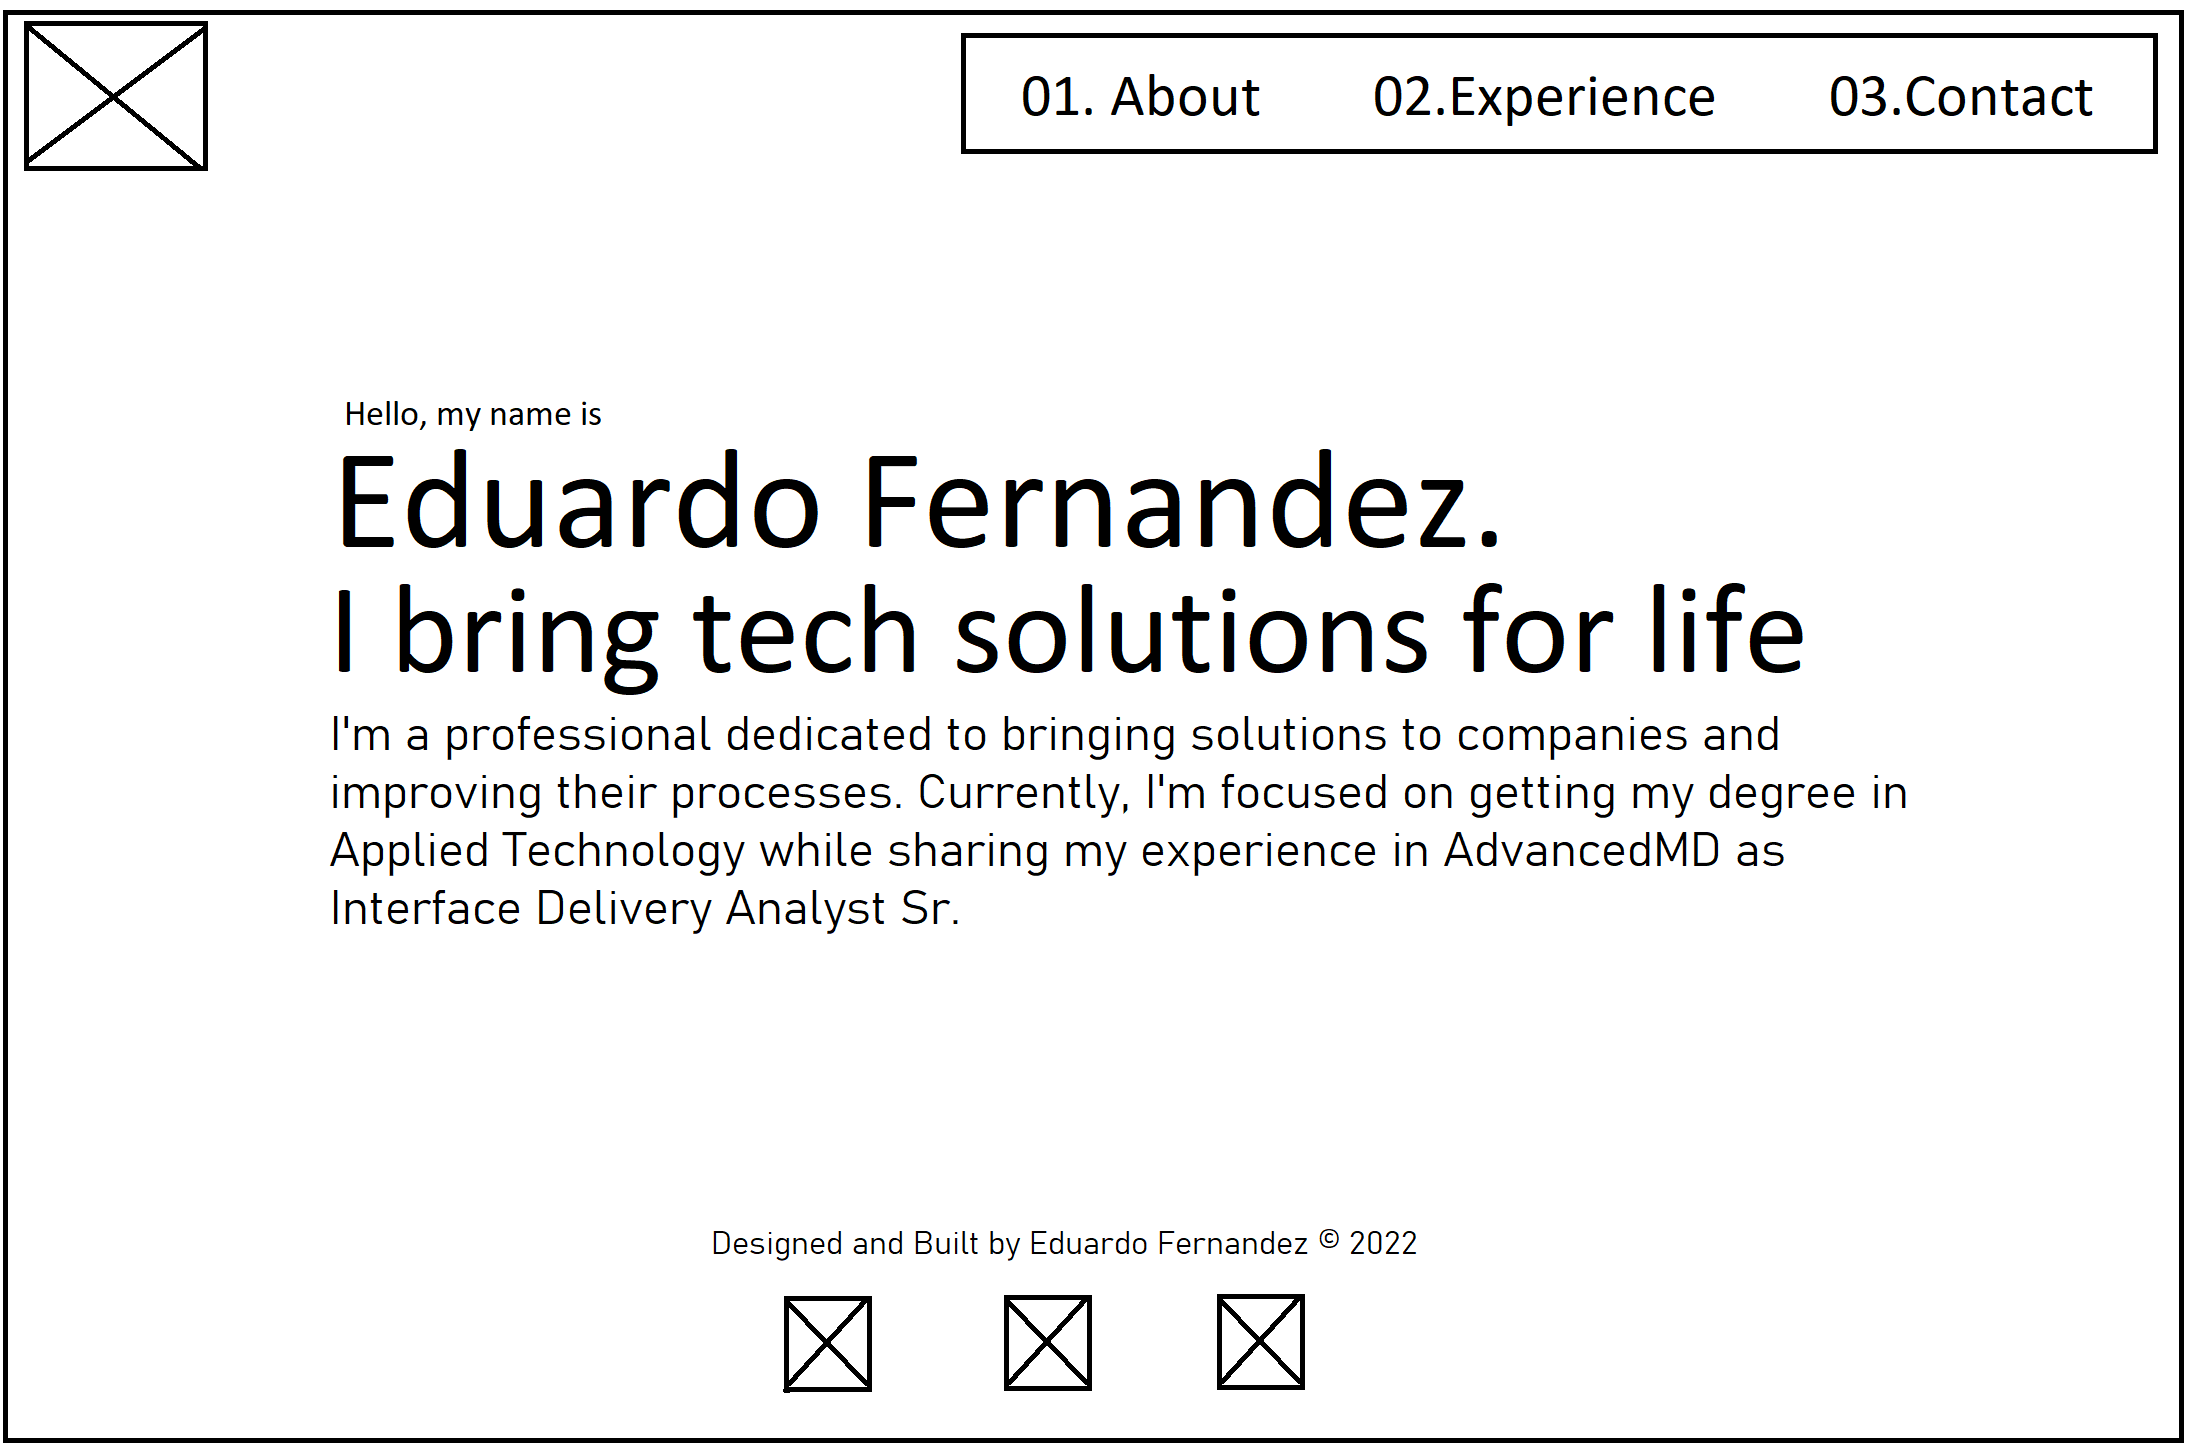 01. About 02.Experience 03.Contact
Hello, my name is
Eduardo Fernandez.
I bring tech solutions for life
I'm a professional dedicated to bringing solutions to companies and
improving their processes. Currently, I'm focused on getting my degree in
Applied Technology while sharing my experience in AdvancedMD as
Interface Delivery Analyst Sr.
Designed and Built by Eduardo Fernandez © 2022